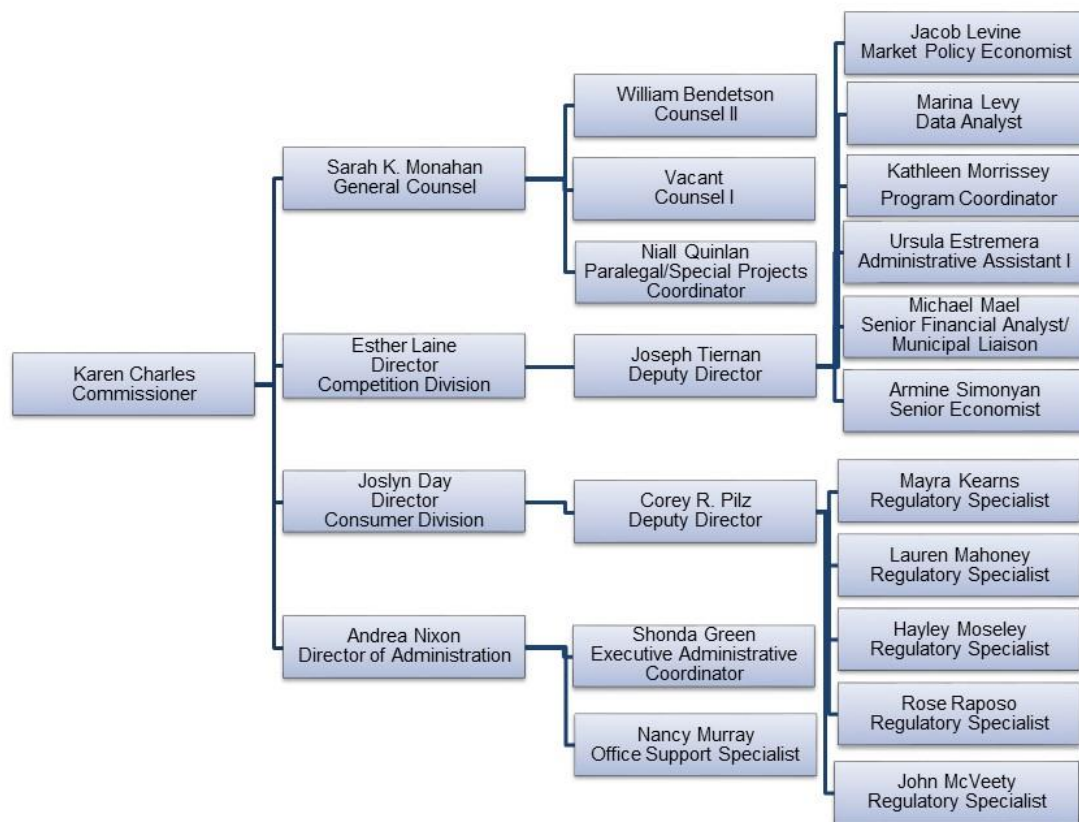 Karen Charles
Commissioner
Sarah K. Monahan
General Counsel
William Bendetson
Counsel II
Vacant
Counsel I
Niall Quinlan
Paralegal/Special Projects
Coordinator
Esther Laine
Director
Competition Division
Joseph Tiernan
Deputy Director
Jacob Levine
Market Policy Economist
Marina Levy
Data Analyst
Kathleen Morrissey
Program Coordinator
Ursula Estremera
Administrative Assistant I
Michael Mael
Senior Financial Analyst/
Municipal Liaison
Armine Simonyan
Senior Economist
Joslyn Day
Director
Consumer Division
Corey R. Pilz
Deputy Director
Mayra Kearns
Regulatory Specialist
Lauren Mahoney
Regulatory Specialist
Hayley Moseley
Regulatory Specialist
Rose Raposo
Regulatory Specialist
John McVeety
Regulatory Specialist
Andrea Nixon
Director of Administration
Shonda Green
Executive Administrative
Coordinator
Nancy Murray
Office Support Specialist